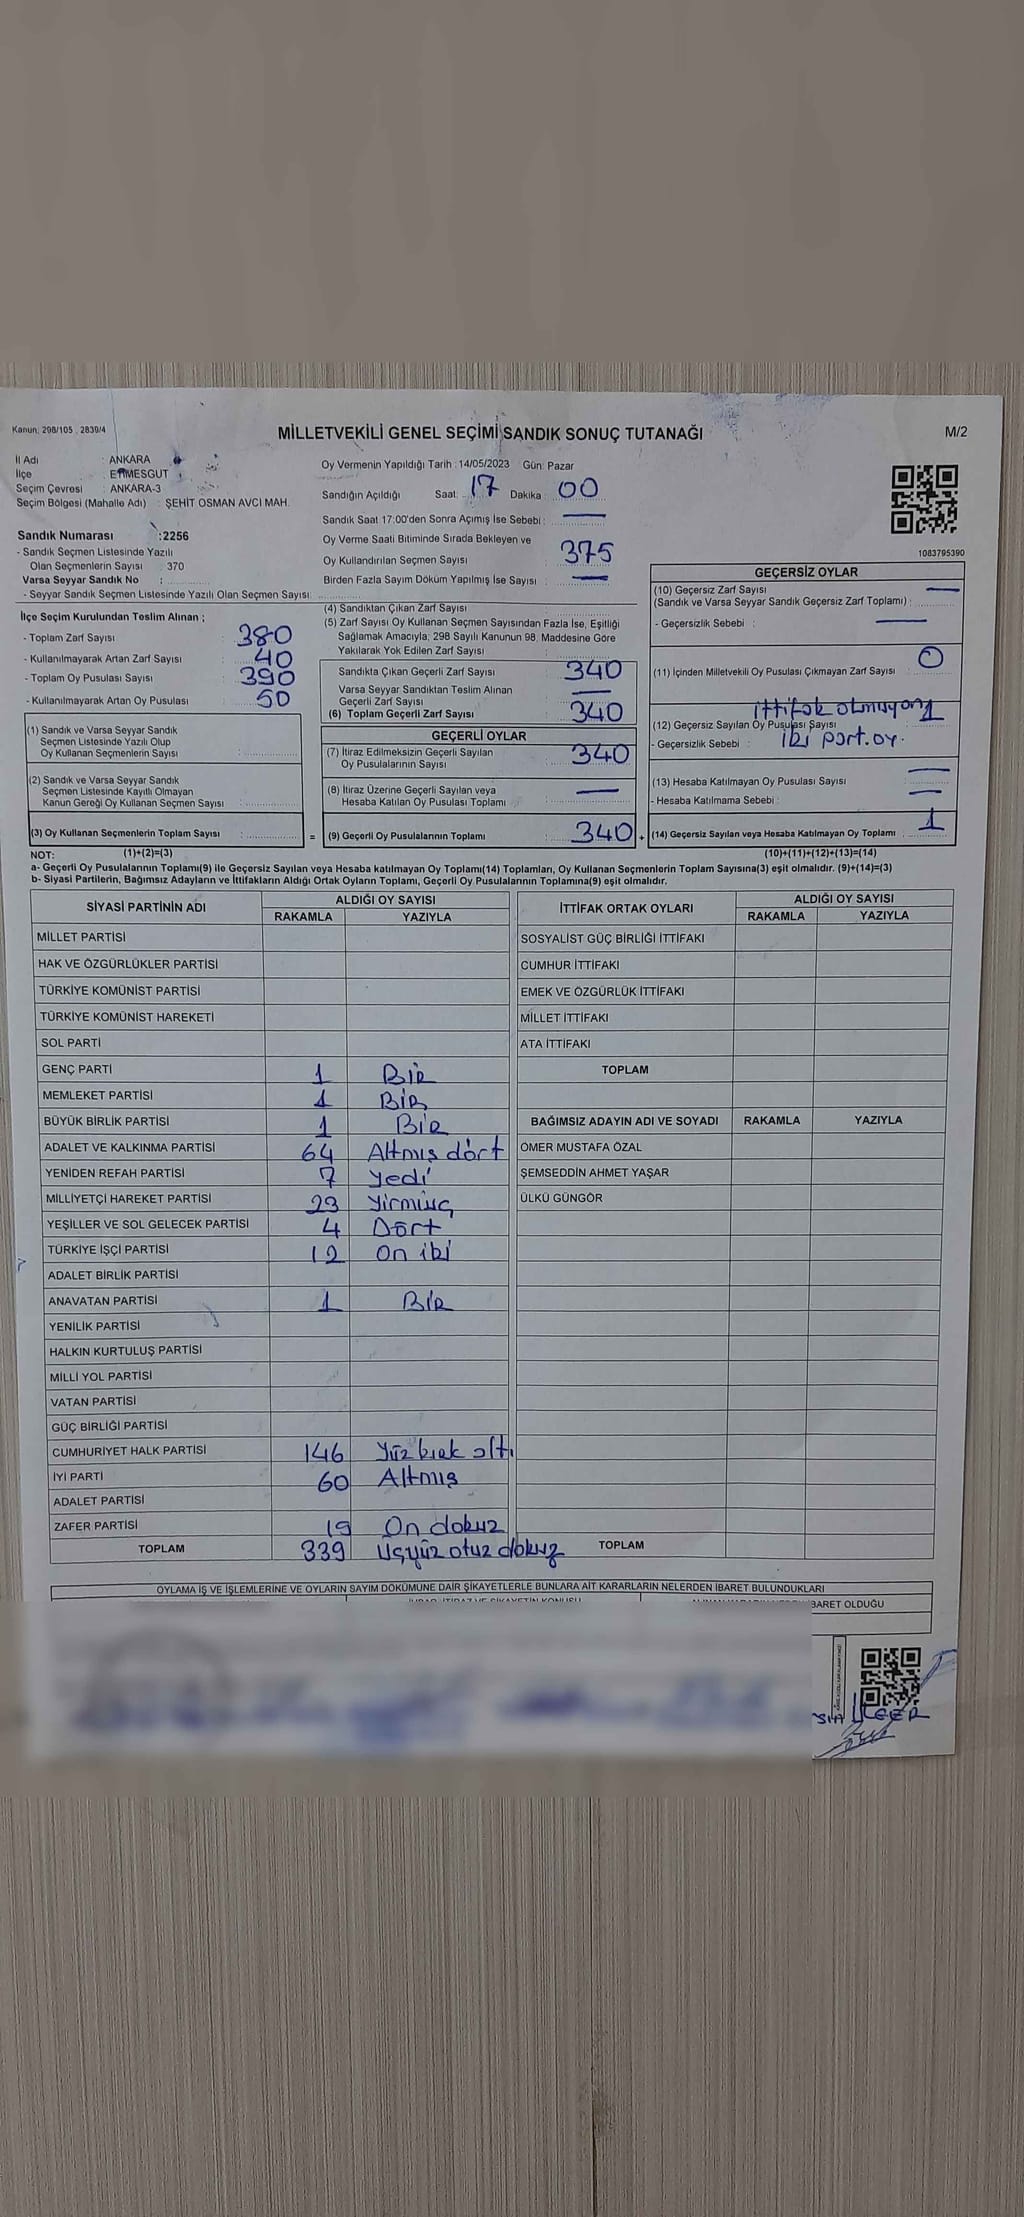 Kanun: 298/105 , 2839/4
MİLLETVEKİLİ GENEL SEÇİMİ SANDIK SONUÇ TUTANAĞI
M/2
İl Adı : ANKARA
İlçe : ETİMESGUT
Seçim Çevresi : ANKARA-3
Seçim Bölgesi (Mahalle Adı) : ŞEHİT OSMAN AVCI MAH.
Sandık Numarası :2256
- Sandık Seçmen Listesinde Yazılı
Olan Seçmenlerin Sayısı : 370
Varsa Seyyar Sandık No :
- Seyyar Sandık Seçmen Listesinde Yazılı Olan Seçmen Sayısı:
Oy Vermenin Yapıldığı Tarih : 14/05/2023 Gün: Pazar
Sandığın Açıldığı Saat: 17 Dakika 00
Sandık Saat 17:00'den Sonra Açımış İse Sebebi : —
Oy Verme Saati Bitiminde Sırada Bekleyen ve
Oy Kullandırılan Seçmen Sayısı : 375
Birden Fazla Sayım Döküm Yapılmış İse Sayısı : —
1083795390
İlçe Seçim Kurulundan Teslim Alınan ;
- Toplam Zarf Sayısı : 380
- Kullanılmayarak Artan Zarf Sayısı : 40
- Toplam Oy Pusulası Sayısı : 390
- Kullanılmayarak Artan Oy Pusulası : 50
(1) Sandık ve Varsa Seyyar Sandık
Seçmen Listesinde Yazılı Olup
Oy Kullanan Seçmenlerin Sayısı :
(2) Sandık ve Varsa Seyyar Sandık
Seçmen Listesinde Kayıtlı Olmayan
Kanun Gereği Oy Kullanan Seçmen Sayısı :
(3) Oy Kullanan Seçmenlerin Toplam Sayısı :
(4) Sandıktan Çıkan Zarf Sayısı :
(5) Zarf Sayısı Oy Kullanan Seçmen Sayısından Fazla İse, Eşitliği
Sağlamak Amacıyla; 298 Sayılı Kanunun 98. Maddesine Göre
Yakılarak Yok Edilen Zarf Sayısı :
Sandıkta Çıkan Geçerli Zarf Sayısı : 340
Varsa Seyyar Sandıktan Teslim Alınan
Geçerli Zarf Sayısı : —
(6) Toplam Geçerli Zarf Sayısı : 340
GEÇERLİ OYLAR
(7) İtiraz Edilmeksizin Geçerli Sayılan
Oy Pusulalarının Sayısı : 340
(8) İtiraz Üzerine Geçerli Sayılan veya
Hesaba Katılan Oy Pusulası Toplamı : —
= (9) Geçerli Oy Pusulalarının Toplamı : 340 +
GEÇERSİZ OYLAR
(10) Geçersiz Zarf Sayısı —
(Sandık ve Varsa Seyyar Sandık Geçersiz Zarf Toplamı) :
- Geçersizlik Sebebi : —
(11) İçinden Milletvekili Oy Pusulası Çıkmayan Zarf Sayısı : 0
ittifak olmayan 1
(12) Geçersiz Sayılan Oy Pusulası Sayısı
- Geçersizlik Sebebi : iki part.oy.
(13) Hesaba Katılmayan Oy Pusulası Sayısı —
- Hesaba Katılmama Sebebi : —
(14) Geçersiz Sayılan veya Hesaba Katılmayan Oy Toplamı : 1
NOT: (1)+(2)=(3)
(10)+(11)+(12)+(13)=(14)
a- Geçerli Oy Pusulalarının Toplamı(9) ile Geçersiz Sayılan veya Hesaba katılmayan Oy Toplamı(14) Toplamları, Oy Kullanan Seçmenlerin Toplam Sayısına(3) eşit olmalıdır. (9)+(14)=(3)
b- Siyasi Partilerin, Bağımsız Adayların ve İttifakların Aldığı Ortak Oyların Toplamı, Geçerli Oy Pusulalarının Toplamına(9) eşit olmalıdır.
SİYASİ PARTİNİN ADI ALDIĞI OY SAYISI
RAKAMLA YAZIYLA
MİLLET PARTİSİ
HAK VE ÖZGÜRLÜKLER PARTİSİ
TÜRKİYE KOMÜNİST PARTİSİ
TÜRKİYE KOMÜNİST HAREKETİ
SOL PARTİ
GENÇ PARTİ 1 Bir
MEMLEKET PARTİSİ 1 Bir
BÜYÜK BİRLİK PARTİSİ 1 Bir
ADALET VE KALKINMA PARTİSİ 64 Altmış dört
YENİDEN REFAH PARTİSİ 7 Yedi
MİLLİYETÇİ HAREKET PARTİSİ 23 Yirmiüç
YEŞİLLER VE SOL GELECEK PARTİSİ 4 Dört
TÜRKİYE İŞÇİ PARTİSİ 12 On iki
ADALET BİRLİK PARTİSİ
ANAVATAN PARTİSİ 1 Bir
YENİLİK PARTİSİ
HALKIN KURTULUŞ PARTİSİ
MİLLİ YOL PARTİSİ
VATAN PARTİSİ
GÜÇ BİRLİĞİ PARTİSİ
CUMHURİYET HALK PARTİSİ 146 Yüz kırk altı
İYİ PARTİ 60 Altmış
ADALET PARTİSİ
ZAFER PARTİSİ 19 On dokuz
TOPLAM 339 Üçyüz otuz dokuz
İTTİFAK ORTAK OYLARI ALDIĞI OY SAYISI
RAKAMLA YAZIYLA
SOSYALİST GÜÇ BİRLİĞİ İTTİFAKI
CUMHUR İTTİFAKI
EMEK VE ÖZGÜRLÜK İTTİFAKI
MİLLET İTTİFAKI
ATA İTTİFAKI
TOPLAM
BAĞIMSIZ ADAYIN ADI VE SOYADI RAKAMLA YAZIYLA
ÖMER MUSTAFA ÖZAL
ŞEMSEDDİN AHMET YAŞAR
ÜLKÜ GÜNGÖR
TOPLAM
OYLAMA İŞ VE İŞLEMLERİNE VE OYLARIN SAYIM DÖKÜMÜNE DAİR ŞİKAYETLERLE BUNLARA AİT KARARLARIN NELERDEN İBARET BULUNDUKLARI
BARET OLDUĞU